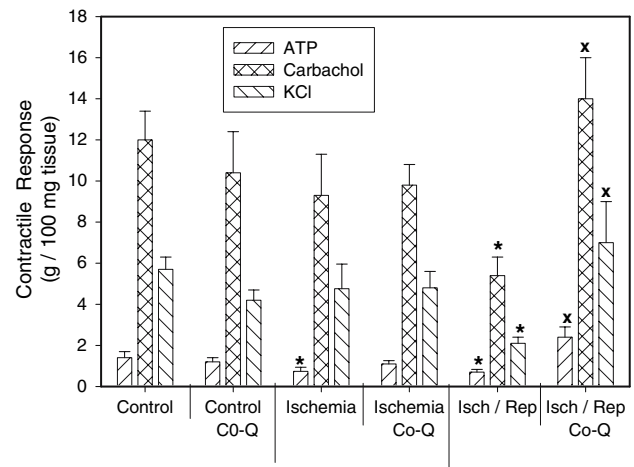 Contractile Response
(g / 100 mg tissue)
18
16
14
12
10
8
6
4
2
0
ATP
Carbachol
KCl
*
*
*
*
x
x
x
Control
Control
C0-Q
Ischemia
Ischemia
Co-Q
Isch / Rep
Isch / Rep
Co-Q